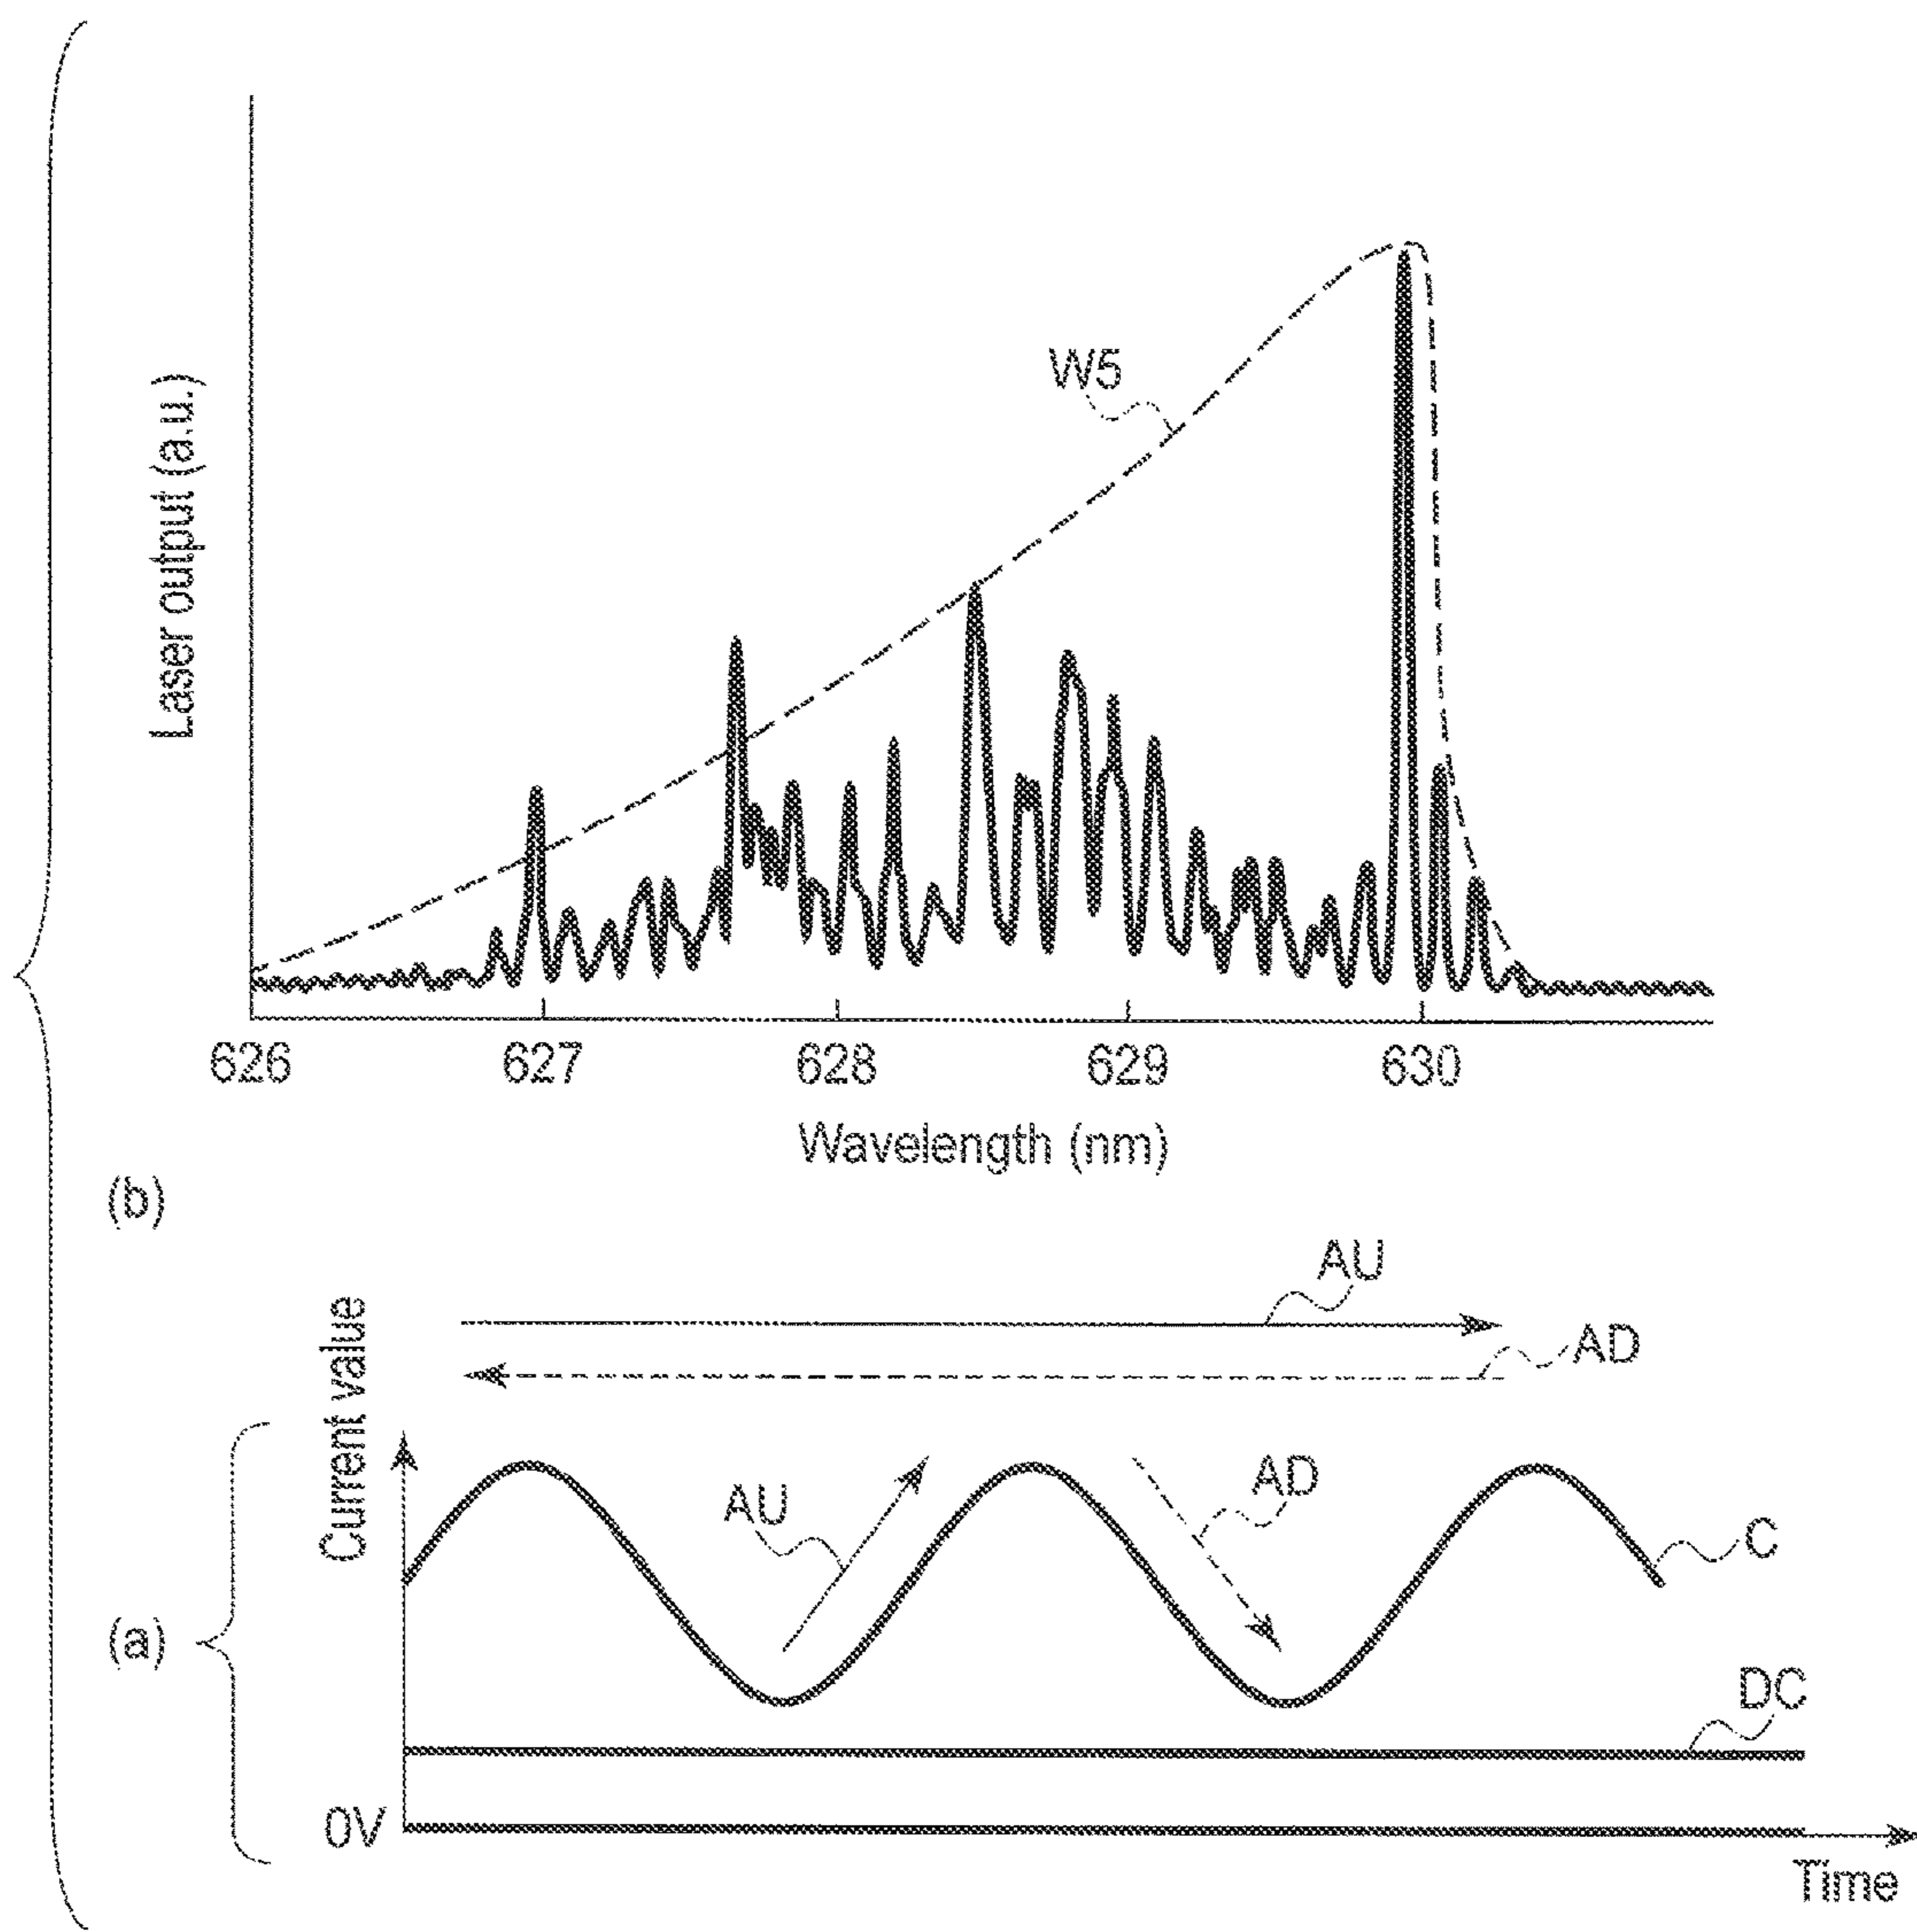 W5
Laser output (a.u.)
626 627 628 629 630
Wavelength (nm)
(b)
AU
AD
Current value
AU
AD
C
(a)
DC
0V
Time